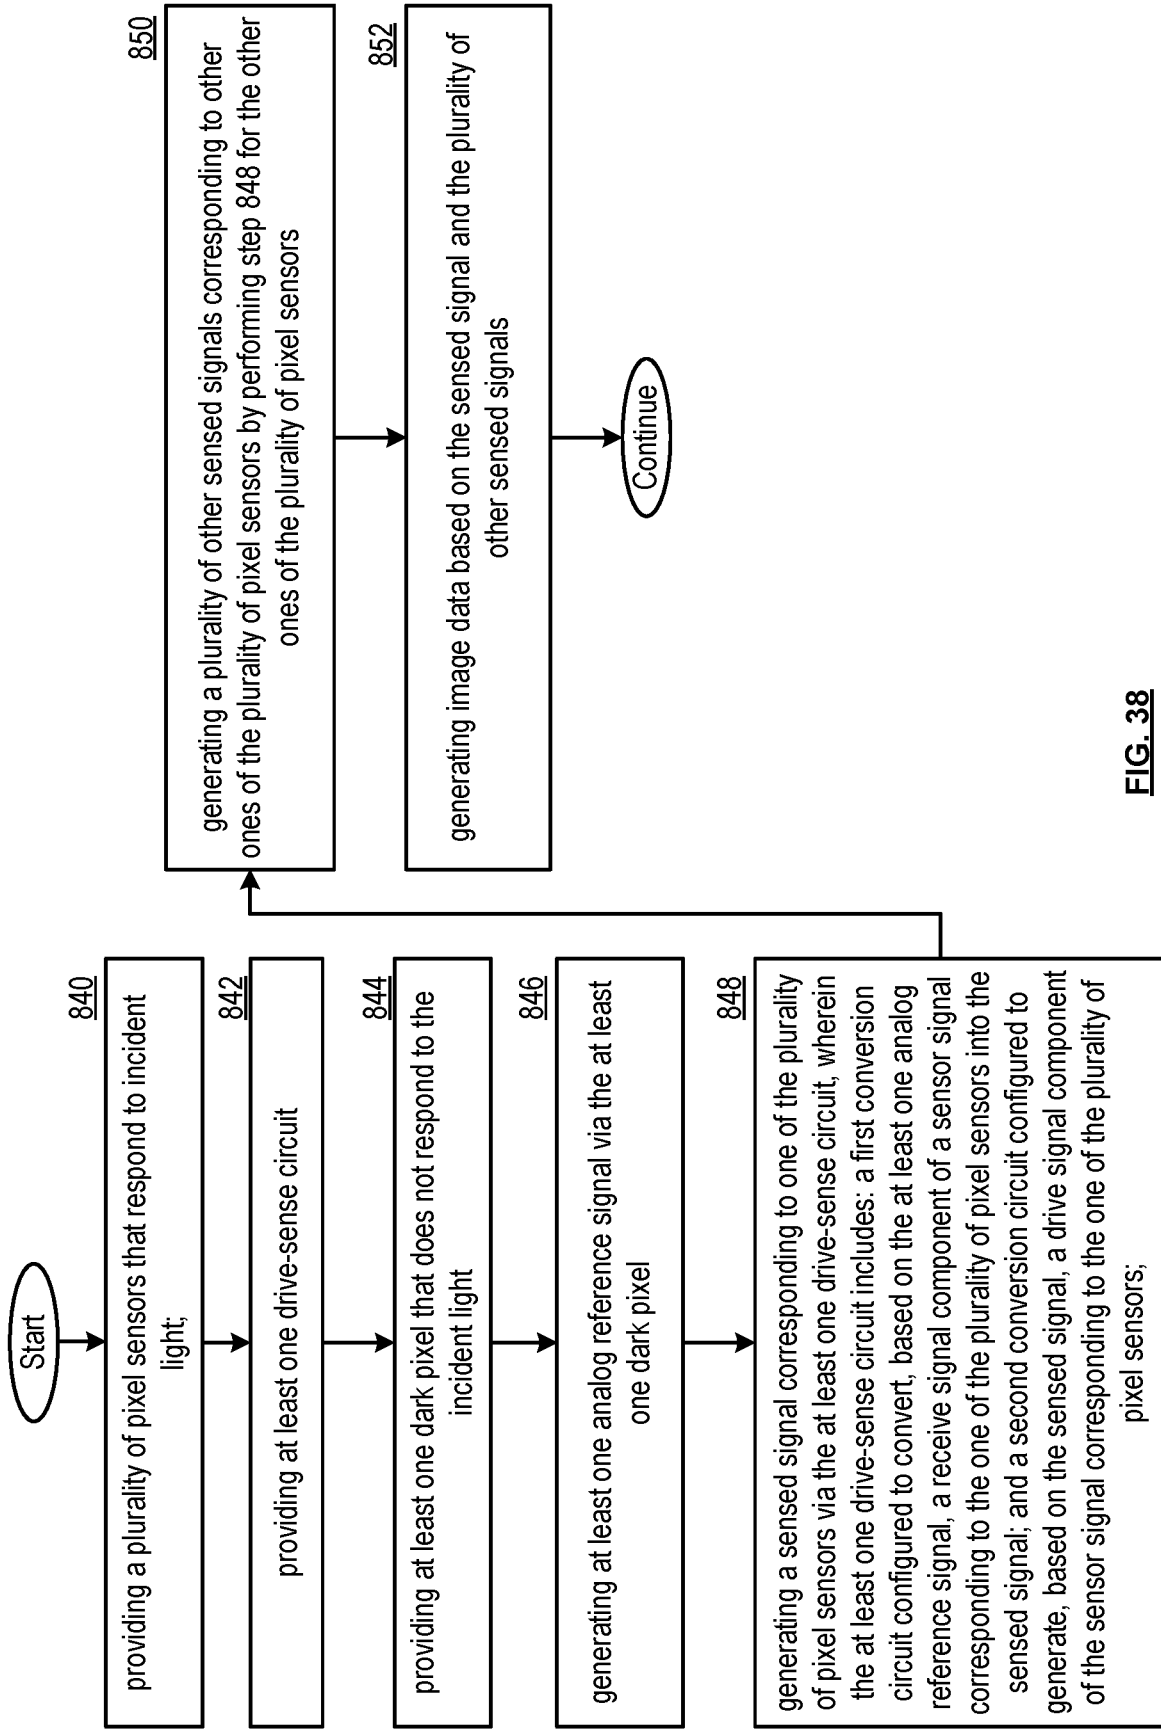 Start
840
providing a plurality of pixel sensors that respond to incident
light;
842
providing at least one drive-sense circuit
844
providing at least one dark pixel that does not respond to the
incident light
846
generating at least one analog reference signal via the at least
one dark pixel
848
generating a sensed signal corresponding to one of the plurality
of pixel sensors via the at least one drive-sense circuit, wherein
the at least one drive-sense circuit includes: a first conversion
circuit configured to convert, based on the at least one analog
reference signal, a receive signal component of a sensor signal
corresponding to the one of the plurality of pixel sensors into the
sensed signal; and a second conversion circuit configured to
generate, based on the sensed signal, a drive signal component
of the sensor signal corresponding to the one of the plurality of
pixel sensors;
850
generating a plurality of other sensed signals corresponding to other
ones of the plurality of pixel sensors by performing step 848 for the other
ones of the plurality of pixel sensors
852
generating image data based on the sensed signal and the plurality of
other sensed signals
Continue
FIG. 38